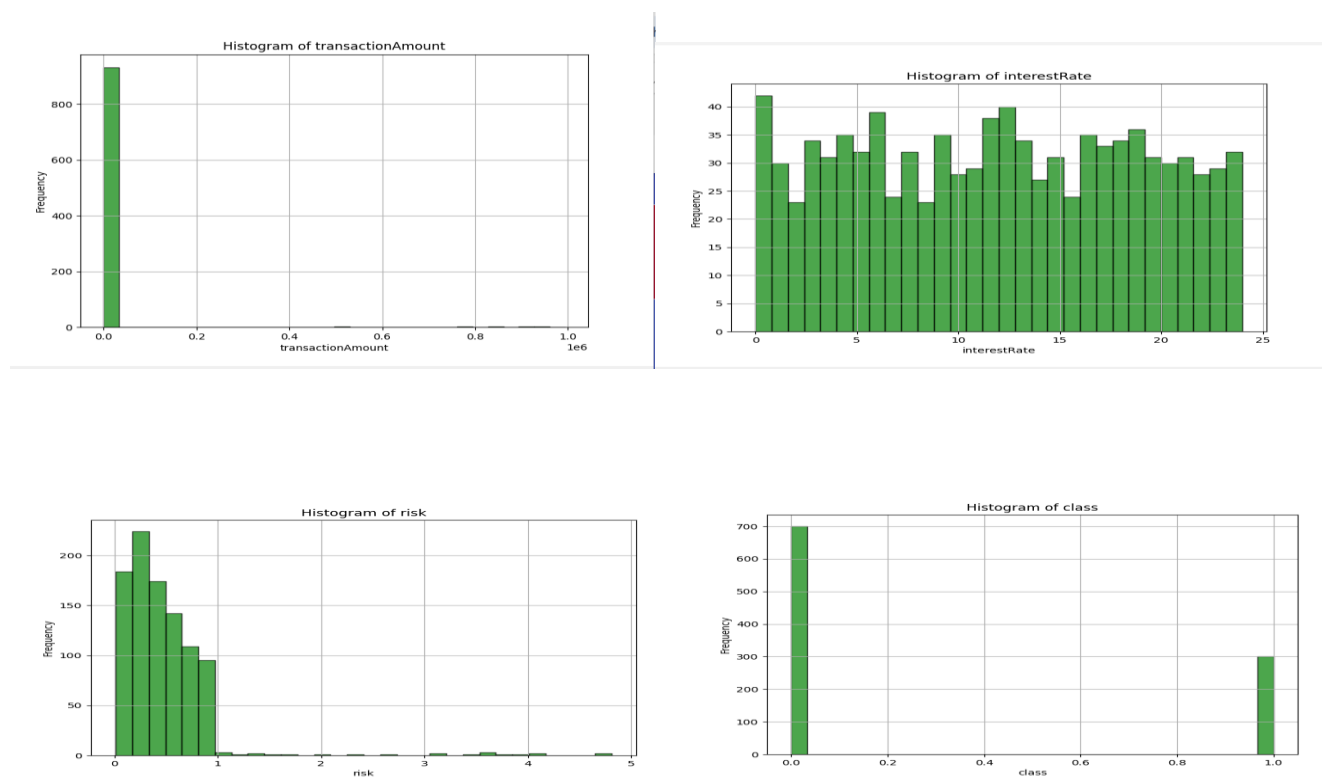 Histogram of transactionAmount
Frequency
800
600
400
200
0
0.0 0.2 0.4 0.6 0.8 1.0
1e6
transactionAmount
Histogram of interestRate
Frequency
40
35
30
25
20
15
10
5
0
0 5 10 15 20 25
interestRate
Histogram of risk
Frequency
200
150
100
50
0
0 1 2 3 4 5
risk
Histogram of class
Frequency
700
600
500
400
300
200
100
0
0.0 0.2 0.4 0.6 0.8 1.0
class